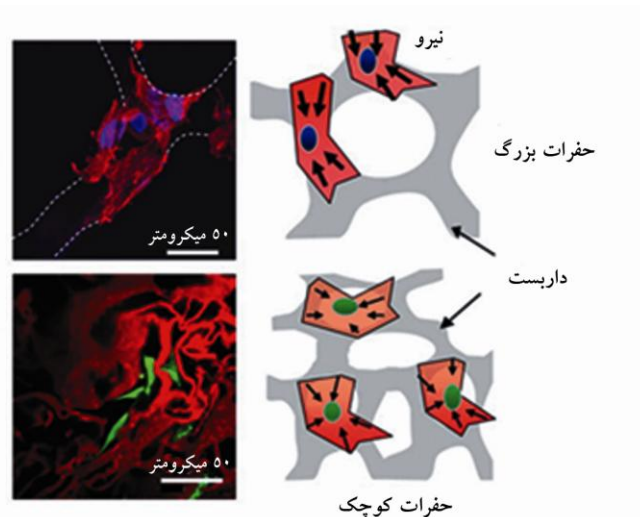 نیرو
حفرات بزرگ
۵۰ میکرومتر
داربست
۵۰ میکرومتر
حفرات کوچک